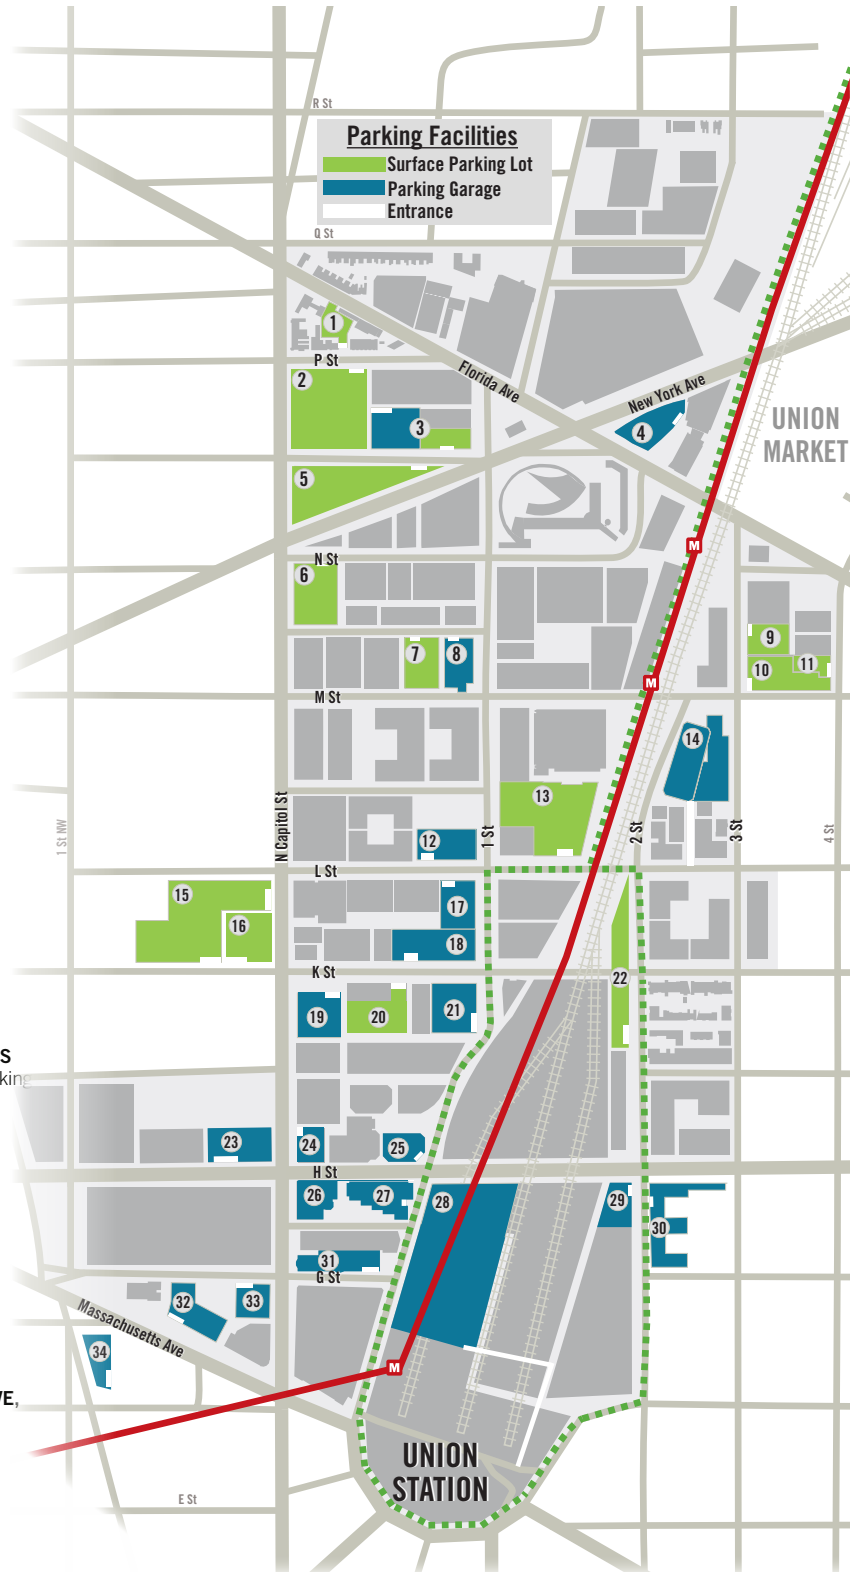 R St
Parking Facilities
Surface Parking Lot
Parking Garage
Entrance
Q St
1
P St
2
Florida Ave
New York Ave
3
4
UNION
MARKET
5
M
N St
6
7
8
9
10
11
M
M St
14
13
N Capitol St
1 St NW
12
1 St
2 St
3 St
4 St
L St
15
16
17
18
K St
22
19
20
21
S
king
23
24
25
H St
26
27
28
29
30
31
G St
32
33
Massachusetts Ave
34
M
VE,
UNION
STATION
E St